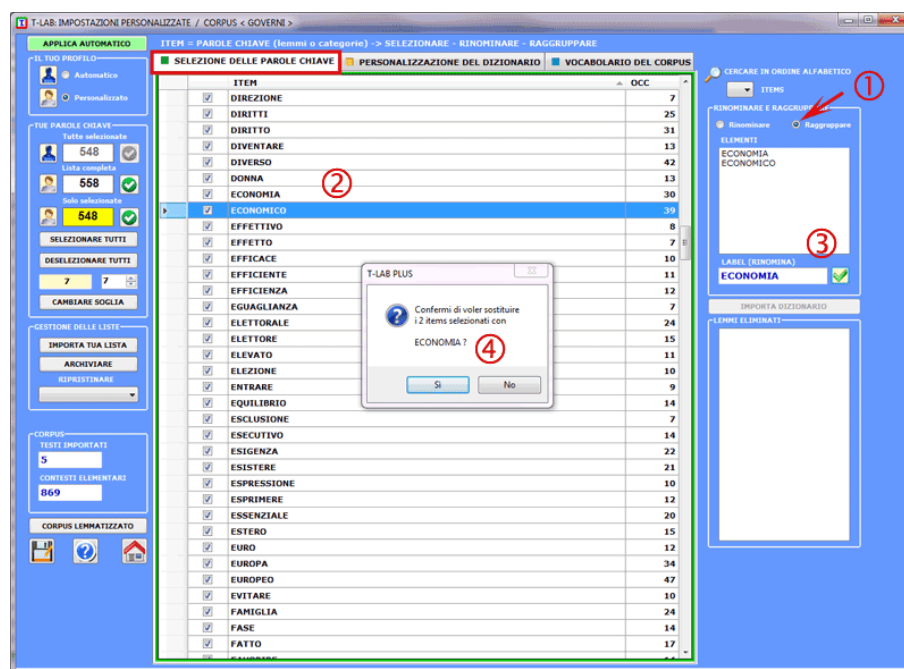 T-LAB: IMPOSTAZIONI PERSONALIZZATE / CORPUS < GOVERNI >
APPLICA AUTOMATICO
ITEM = PAROLE CHIAVE (lemmi o categorie) -> SELEZIONARE - RINOMINARE - RAGGRUPPARE
IL TUO PROFILO
Automatico
Personalizzato
TUE PAROLE CHIAVE
Tutte selezionate
548
Lista completa
558
Solo selezionate
548
SELEZIONARE TUTTI
DESELEZIONARE TUTTI
7 7
CAMBIARE SOGLIA
GESTIONE DELLE LISTE
IMPORTA TUA LISTA
ARCHIVIARE
RIPRISTINARE
CORPUS
TESTI IMPORTATI
5
CONTESTI ELEMENTARI
869
CORPUS LEMMATIZZATO
SELEZIONE DELLE PAROLE CHIAVE
PERSONALIZZAZIONE DEL DIZIONARIO
VOCABOLARIO DEL CORPUS
ITEM OCC
DIREZIONE 7
DIRITTI 25
DIRITTO 31
DIVENTARE 13
DIVERSO 42
DONNA 13
ECONOMIA 30
ECONOMICO 39
EFFETTIVO 8
EFFETTO 7
EFFICACE 10
EFFICIENTE 11
EFFICIENZA 12
EGUAGLIANZA 7
ELETTORALE 24
ELETTORE 15
ELEVATO 11
ELEZIONE 10
ENTRARE 9
EQUILIBRIO 14
ESCLUSIONE 7
ESECUTIVO 14
ESIGENZA 22
ESISTERE 21
ESPRESSIONE 10
ESPRIMERE 12
ESSENZIALE 20
ESTERO 15
EURO 12
EUROPA 34
EUROPEO 47
EVITARE 10
FAMIGLIA 24
FASE 14
FATTO 17
②
T-LAB PLUS
Confermi di voler sostituire
i 2 items selezionati con
ECONOMIA ?
④
Sì No
CERCARE IN ORDINE ALFABETICO
ITEMS
①
RINOMINARE E RAGGRUPPARE
Rinominare Raggruppare
ELEMENTI
ECONOMIA
ECONOMICO
③
LABEL (RINOMINA)
ECONOMIA
IMPORTA DIZIONARIO
LEMMI ELIMINATI